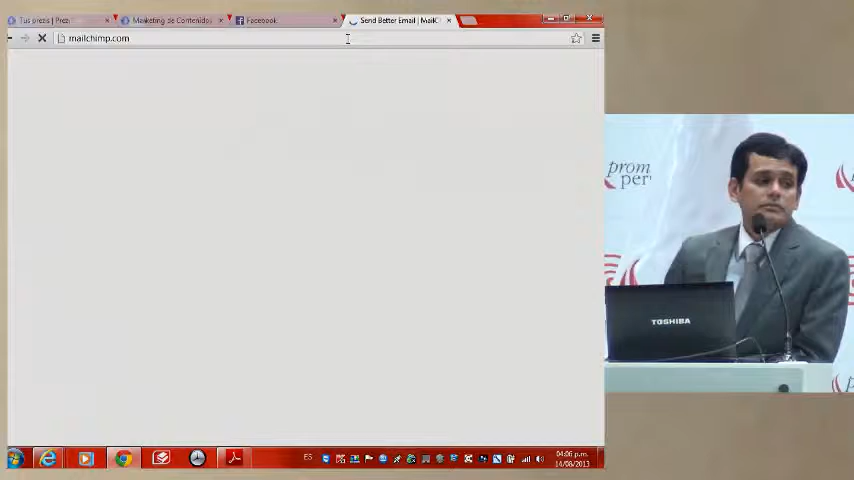 Tus prezis | Prezi
Marketing de Contenidos
Facebook
Send Better Email | MailC
mailchimp.com
prom
per
TOSHIBA
ES
04:06 p.m.
14/08/2013